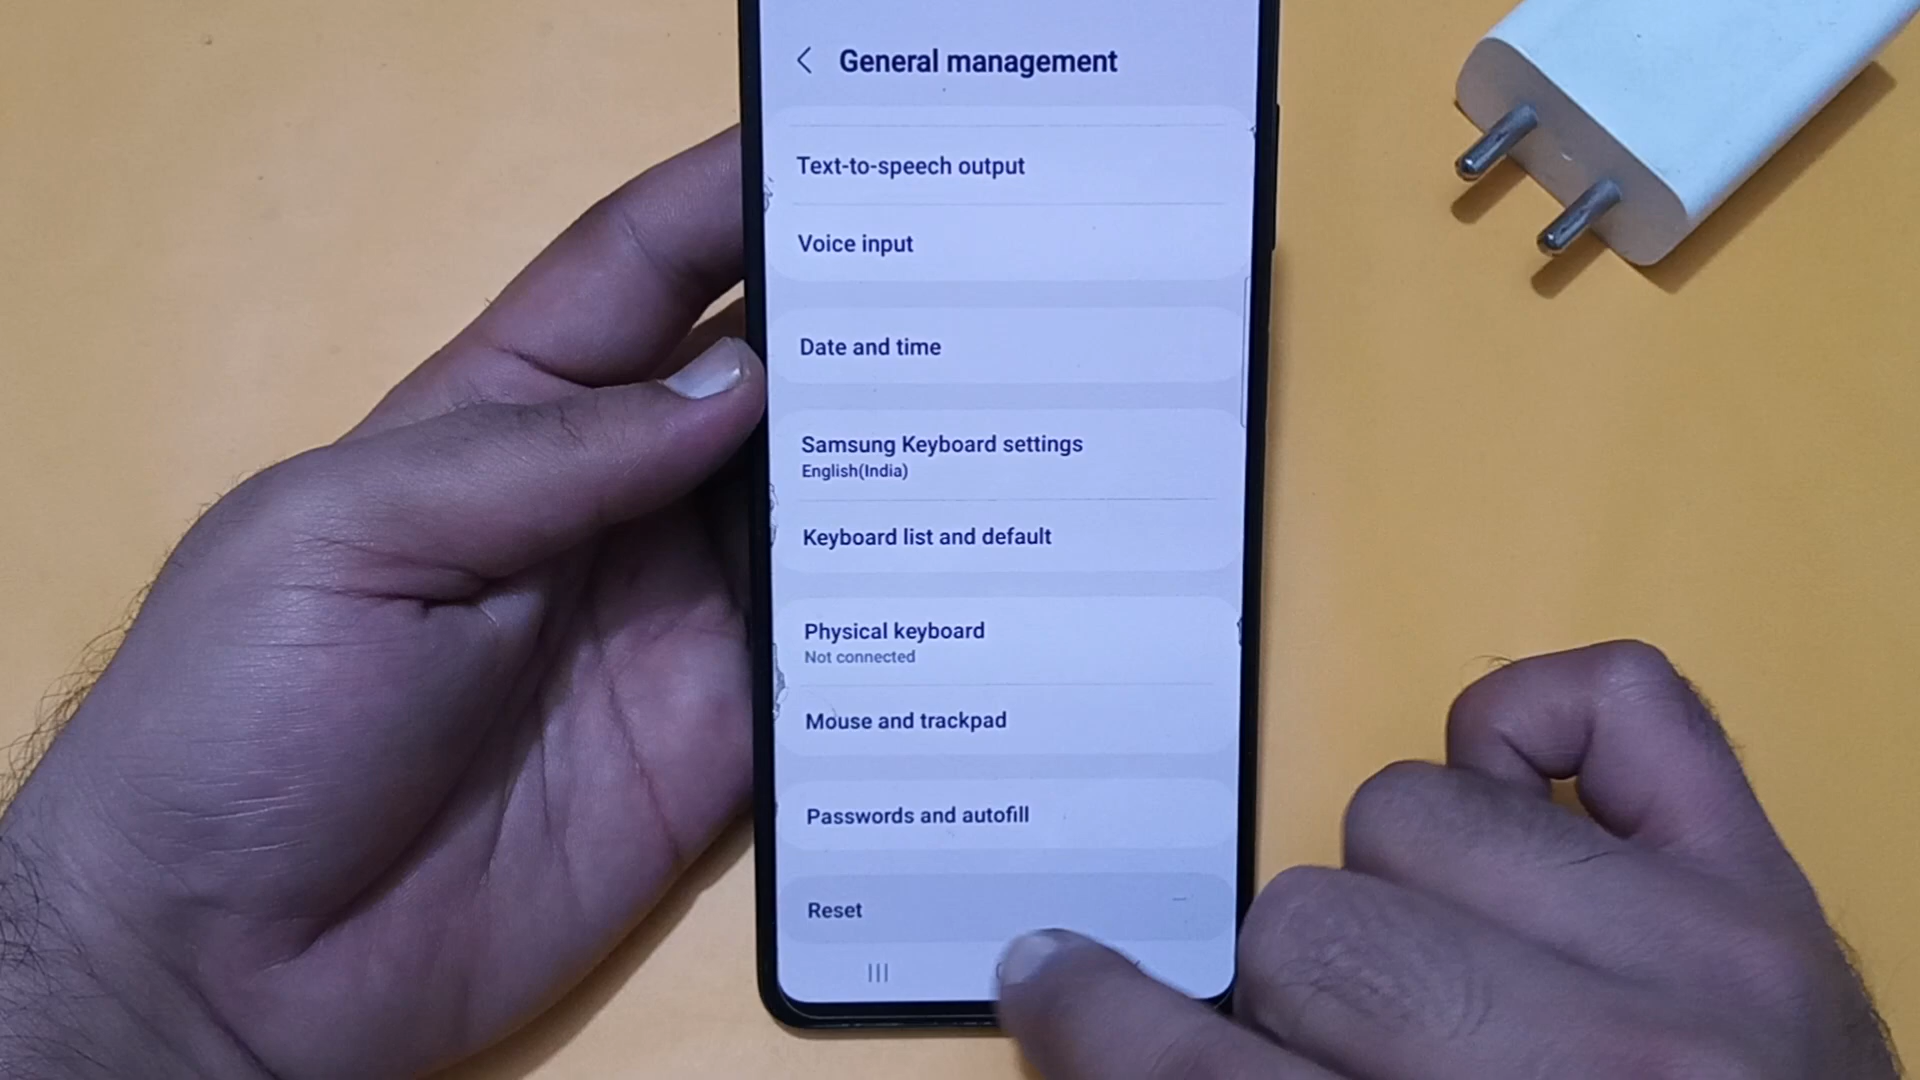 General management
Text-to-speech output
Voice input
Date and time
Samsung Keyboard settings
English(India)
Keyboard list and default
Physical keyboard
Not connected
Mouse and trackpad
Passwords and autofill
Reset